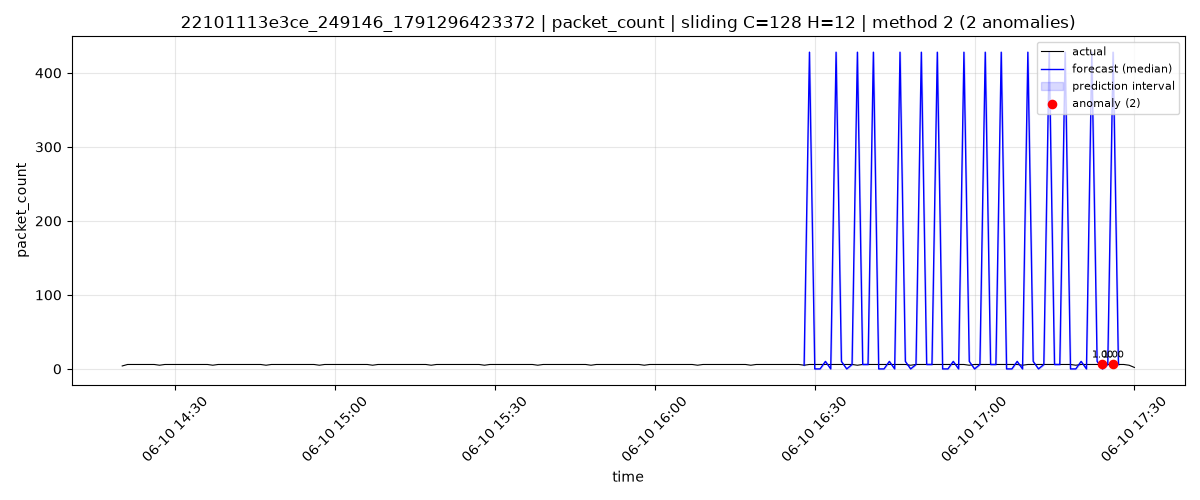 22101113e3ce_249146_1791296423372 | packet_count | sliding C=128 H=12 | method 2 (2 anomalies)
actual
forecast (median)
prediction interval
anomaly (2)
packet_count
400
300
200
100
0
06-10 14:30
06-10 15:00
06-10 15:30
06-10 16:00
06-10 16:30
06-10 17:00
06-10 17:30
time